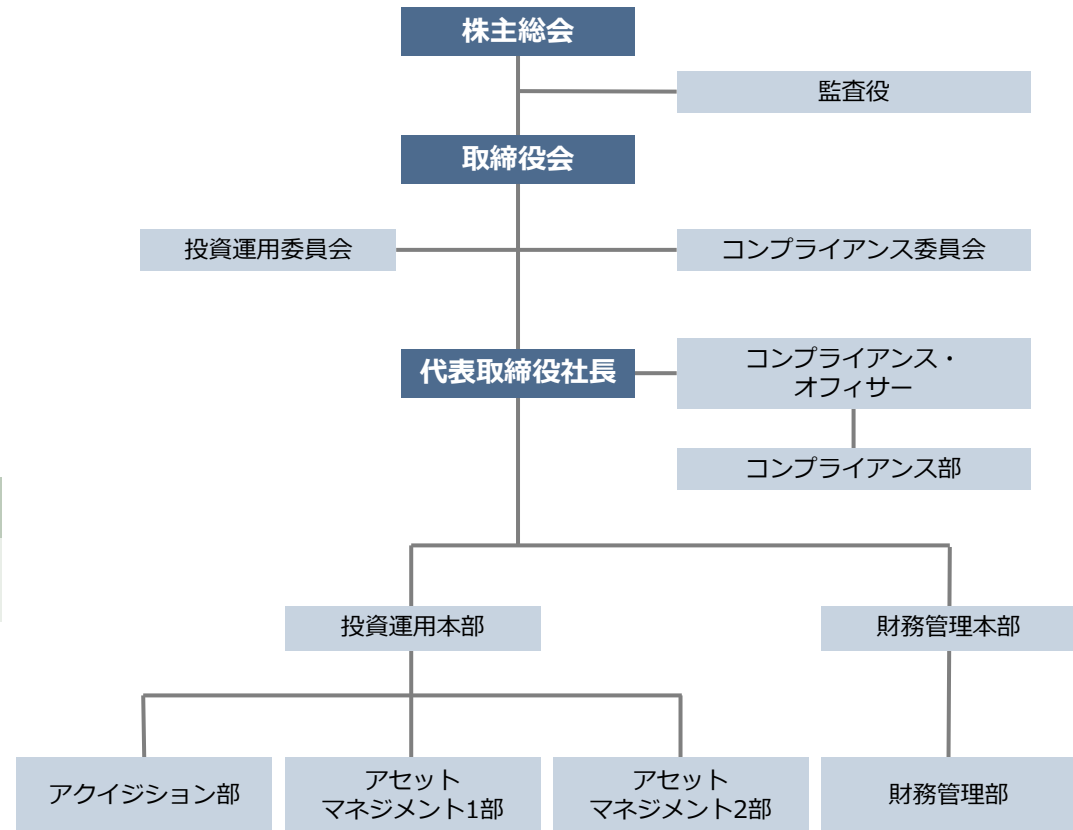 株主総会
監査役
取締役会
投資運用委員会
コンプライアンス委員会
代表取締役社長
コンプライアンス・
オフィサー
コンプライアンス部
投資運用本部
財務管理本部
アクイジション部
アセット
マネジメント1部
アセット
マネジメント2部
財務管理部